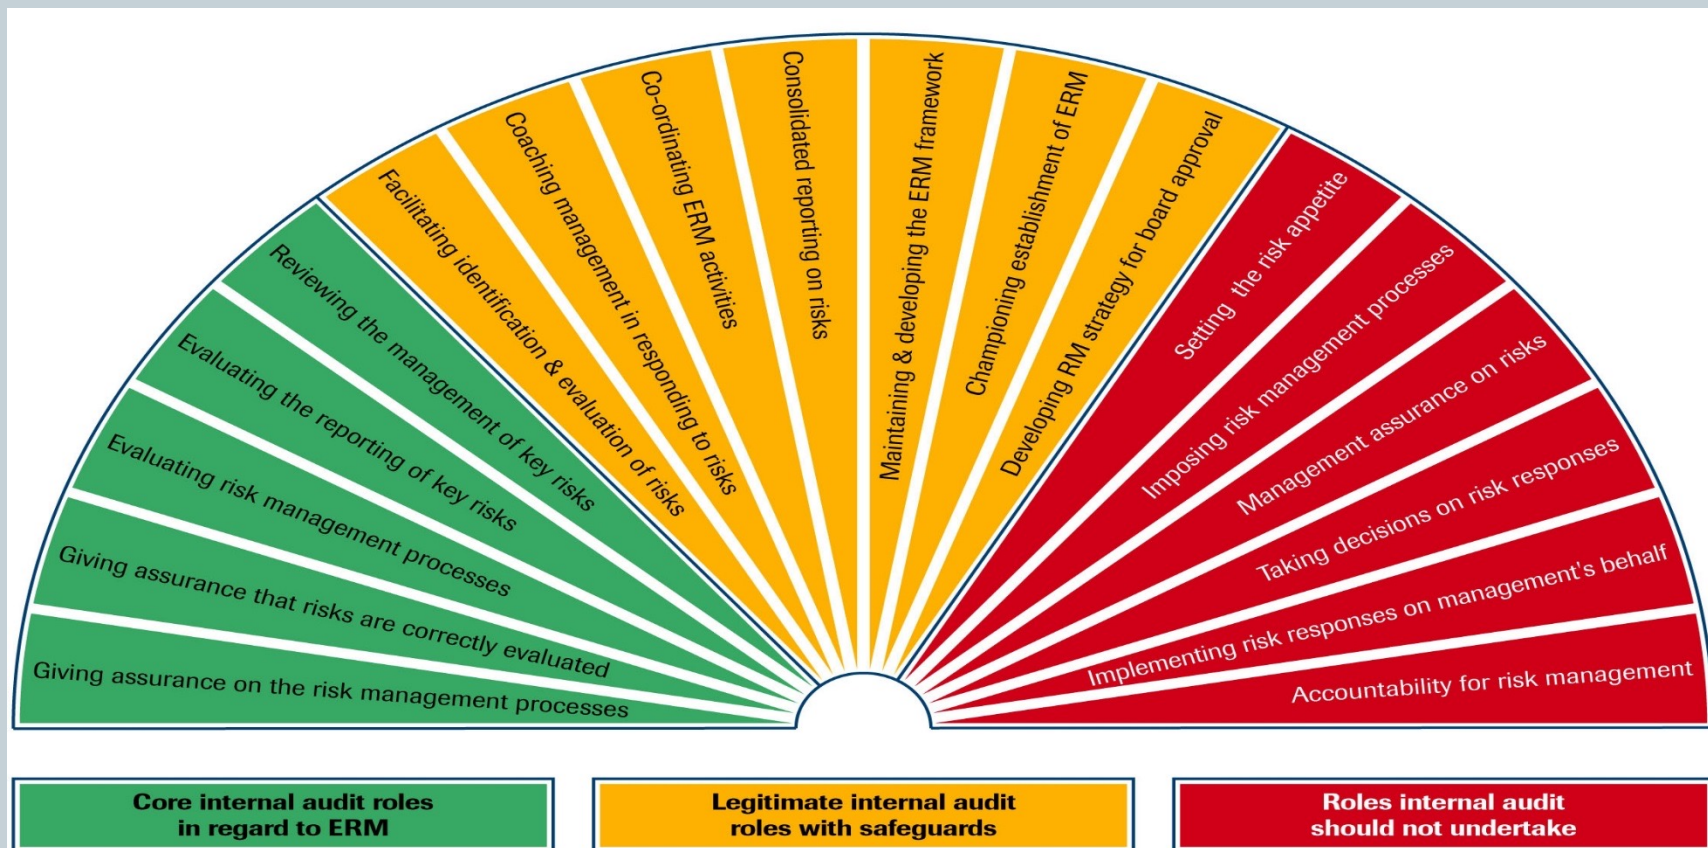 Giving assurance on the risk management processes
Giving assurance that risks are correctly evaluated
Evaluating risk management processes
Evaluating the reporting of key risks
Reviewing the management of key risks
Facilitating identification & evaluation of risks
Coaching management in responding to risks
Co-ordinating ERM activities
Consolidated reporting on risks
Maintaining & developing the ERM framework
Championing establishment of ERM
Developing RM strategy for board approval
Setting the risk appetite
Imposing risk management processes
Management assurance on risks
Taking decisions on risk responses
Implementing risk responses on management's behalf
Accountability for risk management
Core internal audit roles
in regard to ERM
Legitimate internal audit
roles with safeguards
Roles internal audit
should not undertake